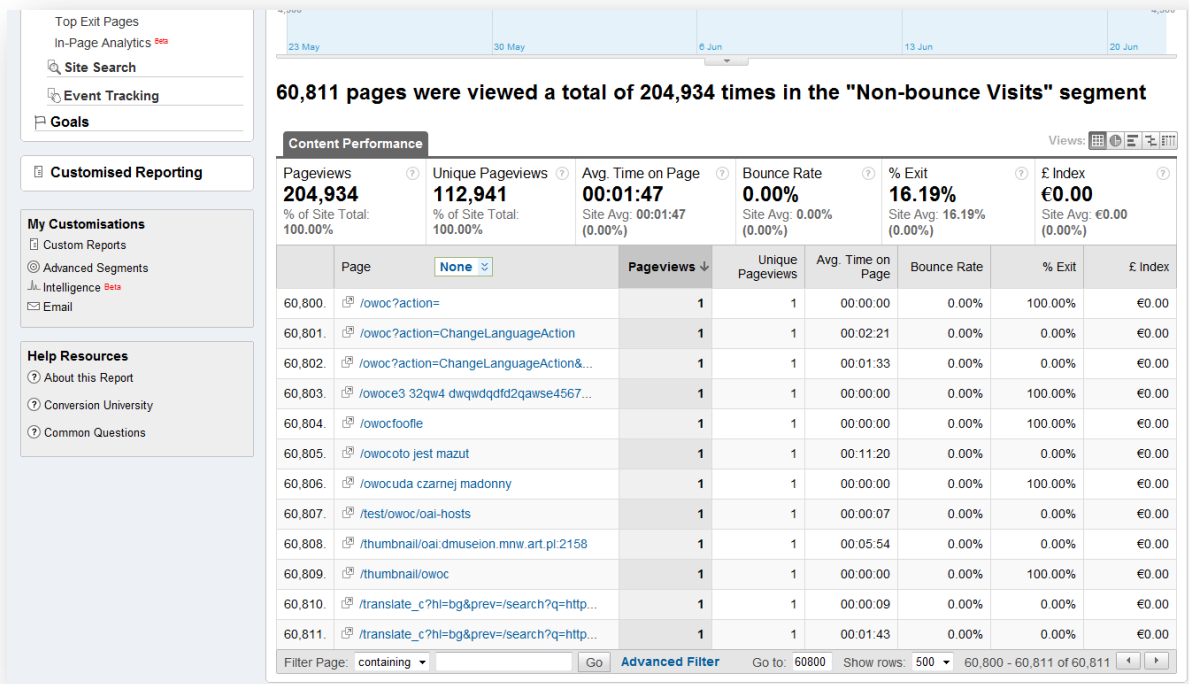 Top Exit Pages
In-Page Analytics Beta
Site Search
Event Tracking
Goals
Customised Reporting
My Customisations
Custom Reports
Advanced Segments
Intelligence Beta
Email
Help Resources
About this Report
Conversion University
Common Questions
23 May 30 May 6 Jun 13 Jun 20 Jun
60,811 pages were viewed a total of 204,934 times in the "Non-bounce Visits" segment
Content Performance
Views:
Pageviews Unique Pageviews Avg. Time on Page Bounce Rate % Exit £ Index
204,934 112,941 00:01:47 0.00% 16.19% €0.00
% of Site Total: % of Site Total: Site Avg: 00:01:47 Site Avg: 0.00% Site Avg: 16.19% Site Avg: €0.00
100.00% 100.00% (0.00%) (0.00%) (0.00%) (0.00%)
Page None Pageviews Unique Pageviews Avg. Time on Page Bounce Rate % Exit £ Index
60,800. /owoc?action= 1 1 00:00:00 0.00% 100.00% €0.00
60,801. /owoc?action=ChangeLanguageAction 1 1 00:02:21 0.00% 0.00% €0.00
60,802. /owoc?action=ChangeLanguageAction&... 1 1 00:01:33 0.00% 0.00% €0.00
60,803. /owoce3 32qw4 dwqwdqdfd2qawse4567... 1 1 00:00:00 0.00% 100.00% €0.00
60,804. /owocfoofle 1 1 00:00:00 0.00% 100.00% €0.00
60,805. /owocoto jest mazut 1 1 00:11:20 0.00% 0.00% €0.00
60,806. /owocuda czarnej madonny 1 1 00:00:00 0.00% 100.00% €0.00
60,807. /test/owoc/oai-hosts 1 1 00:00:07 0.00% 0.00% €0.00
60,808. /thumbnail/oai:dmuseion.mnw.art.pl:2158 1 1 00:05:54 0.00% 0.00% €0.00
60,809. /thumbnail/owoc 1 1 00:00:00 0.00% 100.00% €0.00
60,810. /translate_c?hl=bg&prev=/search?q=http... 1 1 00:00:09 0.00% 0.00% €0.00
60,811. /translate_c?hl=bg&prev=/search?q=http... 1 1 00:01:43 0.00% 0.00% €0.00
Filter Page: containing Go Advanced Filter Go to: 60800 Show rows: 500 60,800 - 60,811 of 60,811